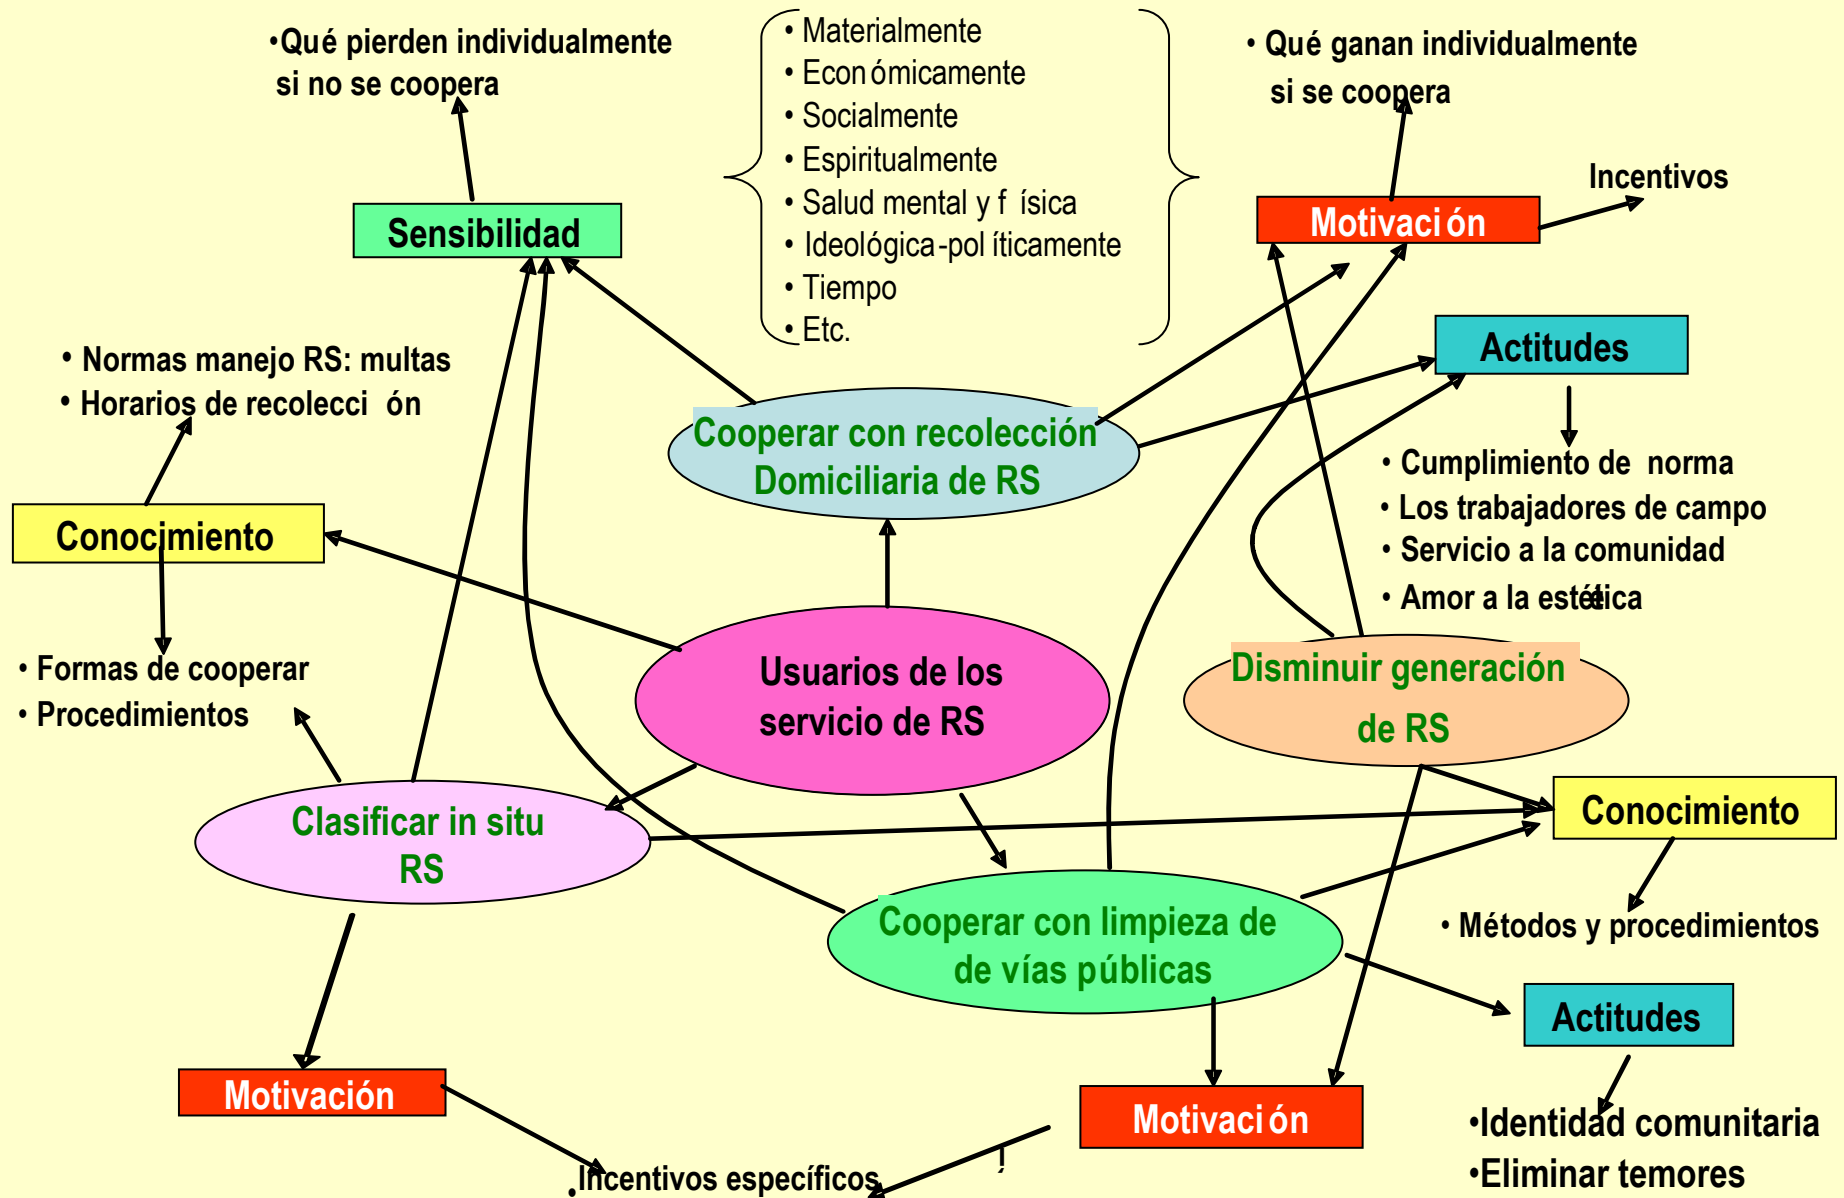 •Qué pierden individualmente
si no se coopera
• Materialmente
• Económicamente
• Socialmente
• Espiritualmente
• Salud mental y física
• Ideológica-políticamente
• Tiempo
• Etc.
• Qué ganan individualmente
si se coopera
Incentivos
Sensibilidad
Motivación
Actitudes
• Normas manejo RS: multas
• Horarios de recolección
Cooperar con recolección
Domiciliaria de RS
• Cumplimiento de norma
• Los trabajadores de campo
• Servicio a la comunidad
• Amor a la estética
Conocimiento
• Formas de cooperar
• Procedimientos
Usuarios de los
servicio de RS
Disminuir generación
de RS
Clasificar in situ
RS
Conocimiento
• Métodos y procedimientos
Cooperar con limpieza de
de vías públicas
Actitudes
Motivación
Motivación
•Identidad comunitaria
•Eliminar temores
•Incentivos específicos